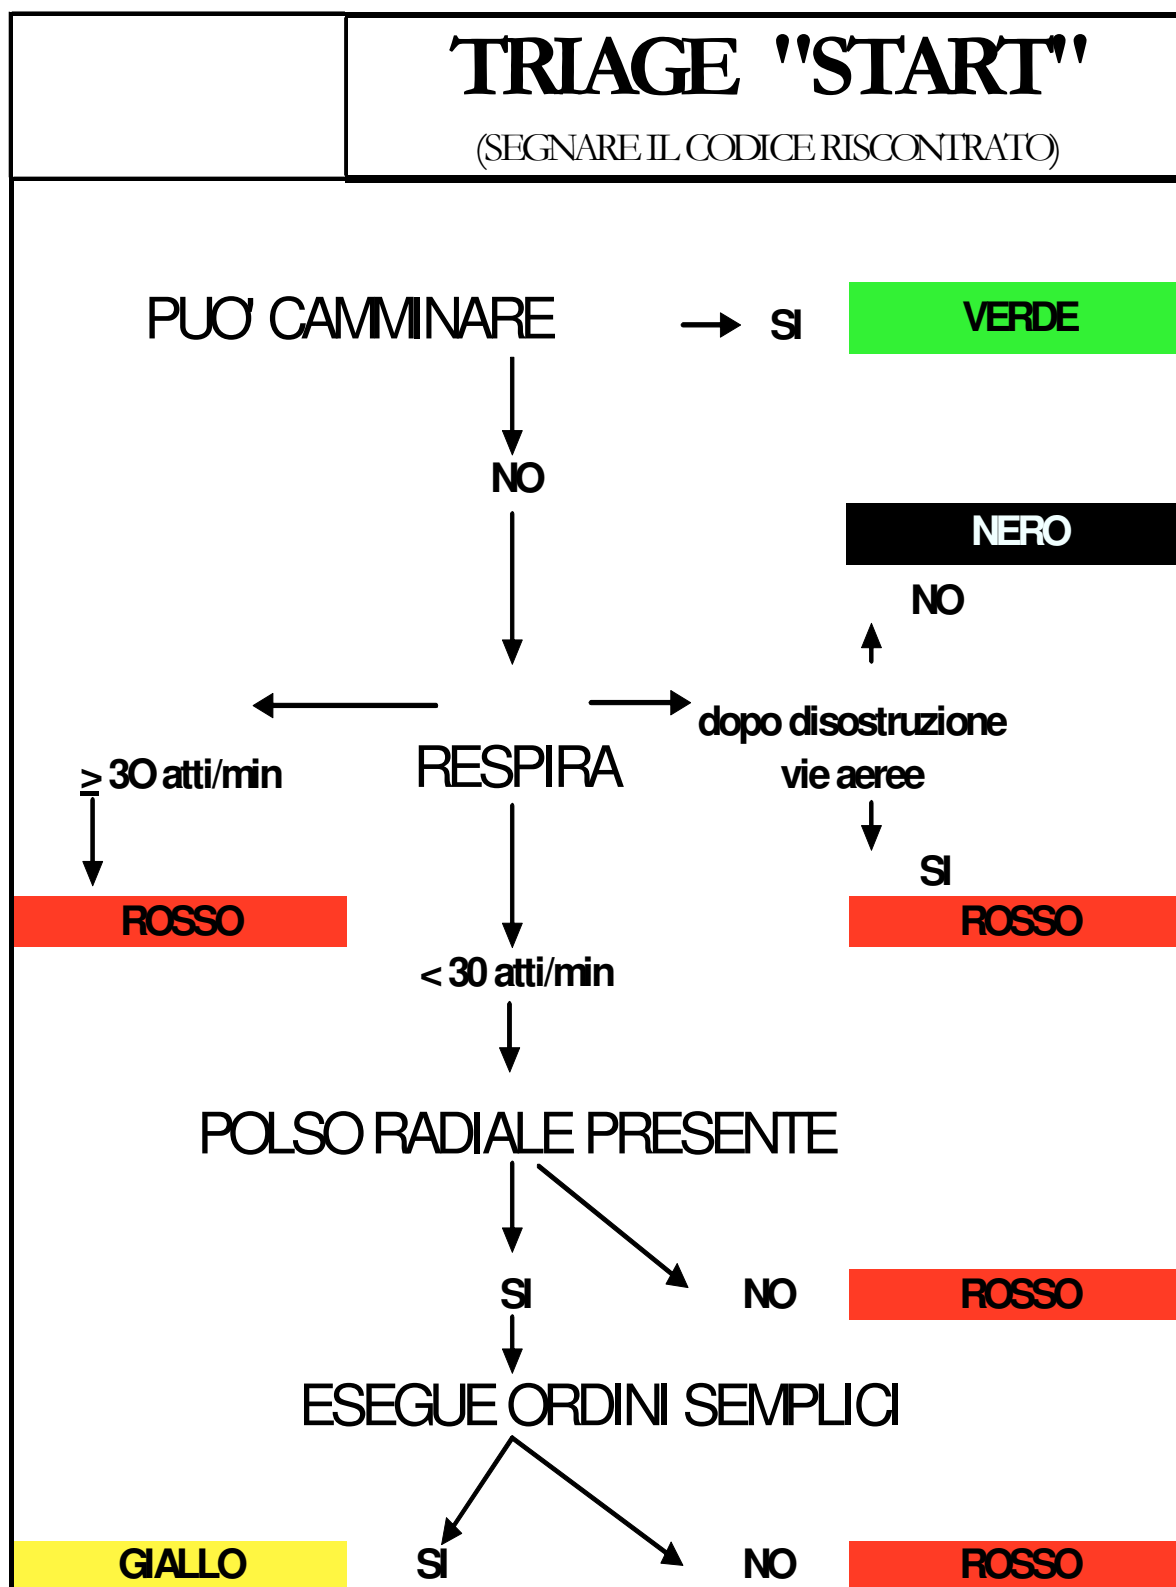 TRIAGE "START"
(SEGNARE IL CODICE RISCONTRATO)
PUO' CAMMINARE SI VERDE
NO
NERO
NO
dopo disostruzione
≥ 3O atti/min RESPIRA vie aeree
SI
ROSSO ROSSO
< 30 atti/min
POLSO RADIALE PRESENTE
SI NO ROSSO
ESEGUE ORDINI SEMPLICI
GIALLO SI NO ROSSO